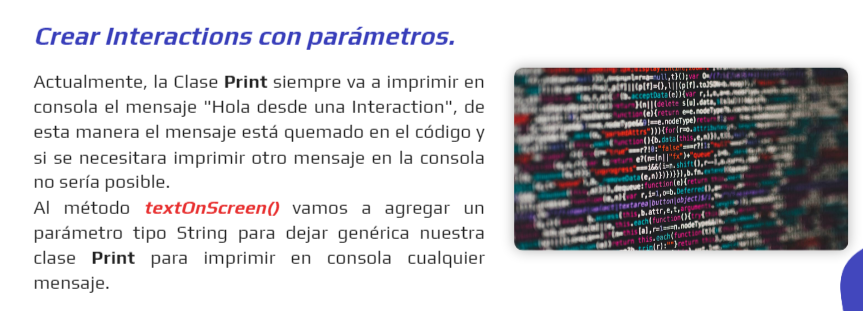 Crear Interactions con parámetros.
Actualmente, la Clase Print siempre va a imprimir en
consola el mensaje "Hola desde una Interaction", de
esta manera el mensaje está quemado en el código y
si se necesitara imprimir otro mensaje en la consola
no sería posible.
Al método textOnScreen() vamos a agregar un
parámetro tipo String para dejar genérica nuestra
clase Print para imprimir en consola cualquier
mensaje.